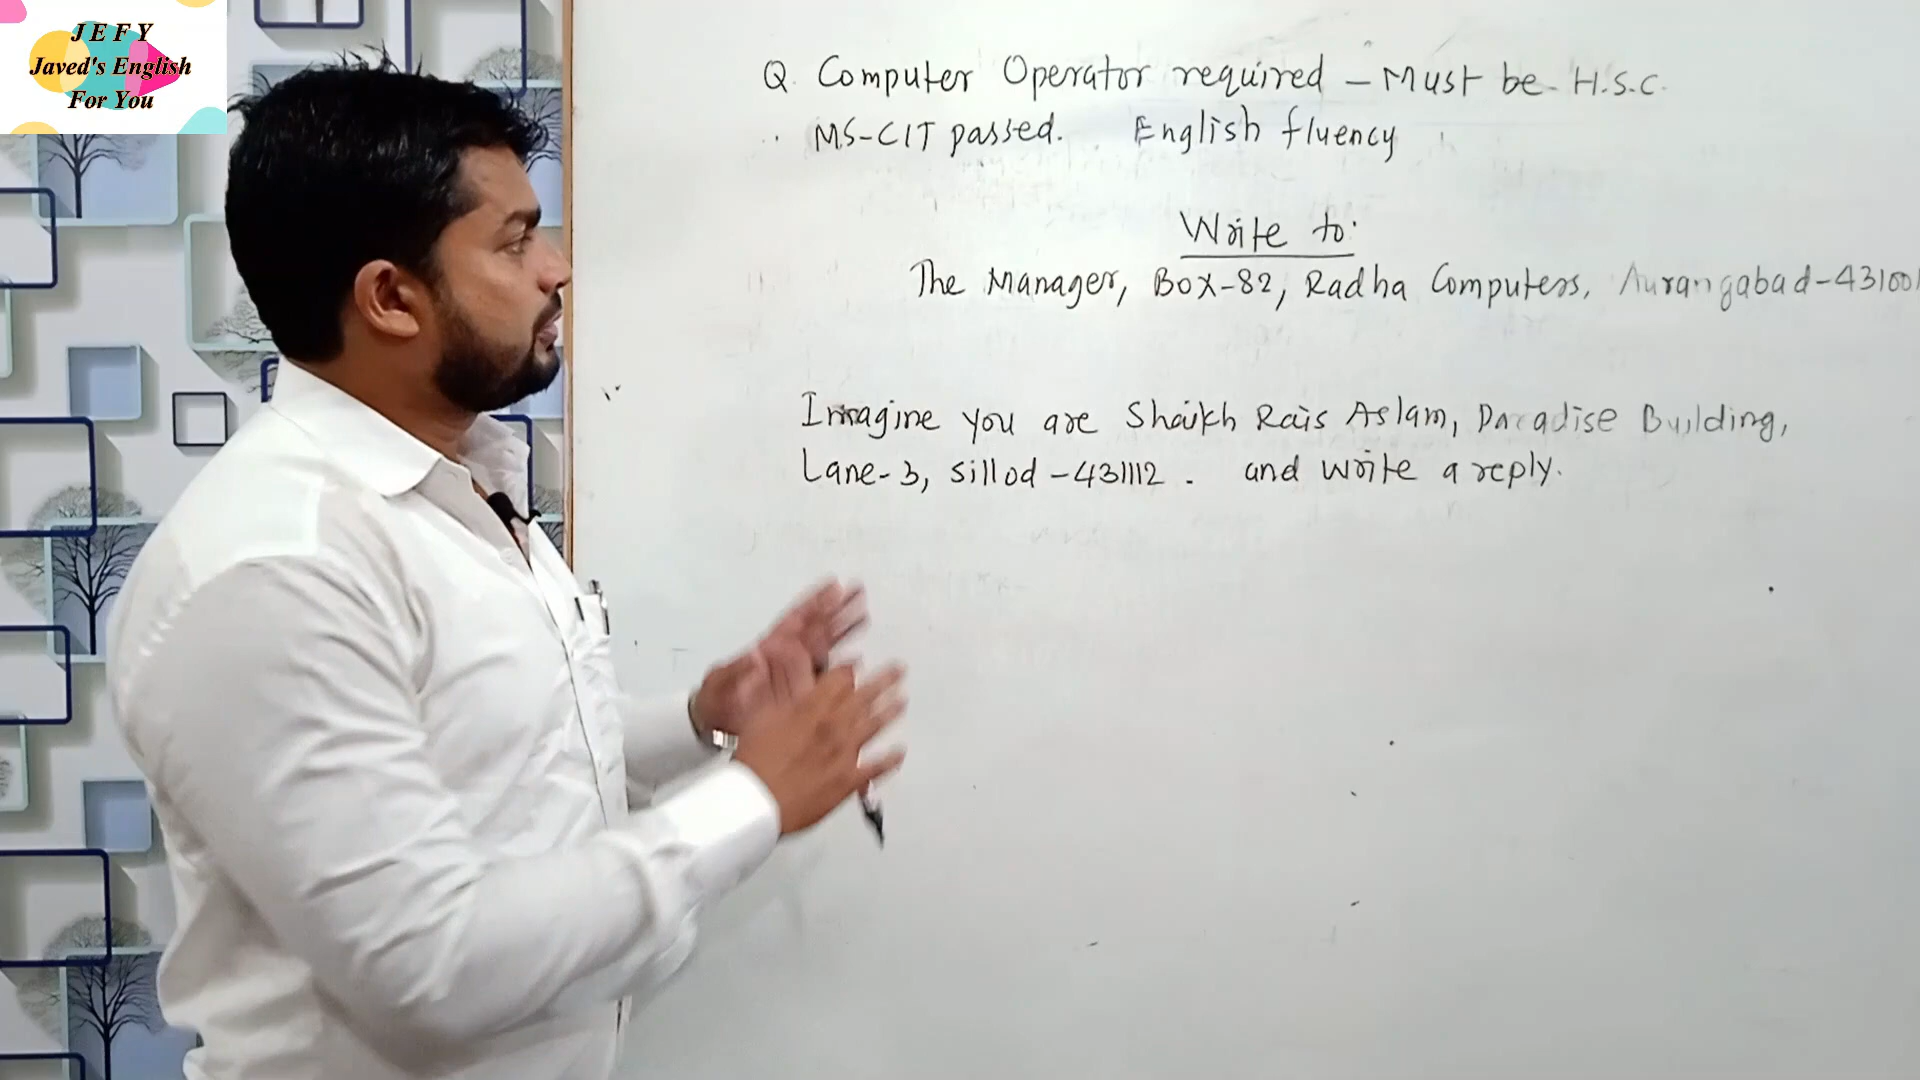 J E F Y
Javed's English
For You
Q. Computer Operator required - Must be H.S.C.
MS-CIT passed. English fluency
Write to:
The Manager, Box-82, Radha Computers, Aurangabad-431001
Imagine you are Shaikh Rais Aslam, Paradise Building,
Lane-3, Sillod-431112. and write a reply.